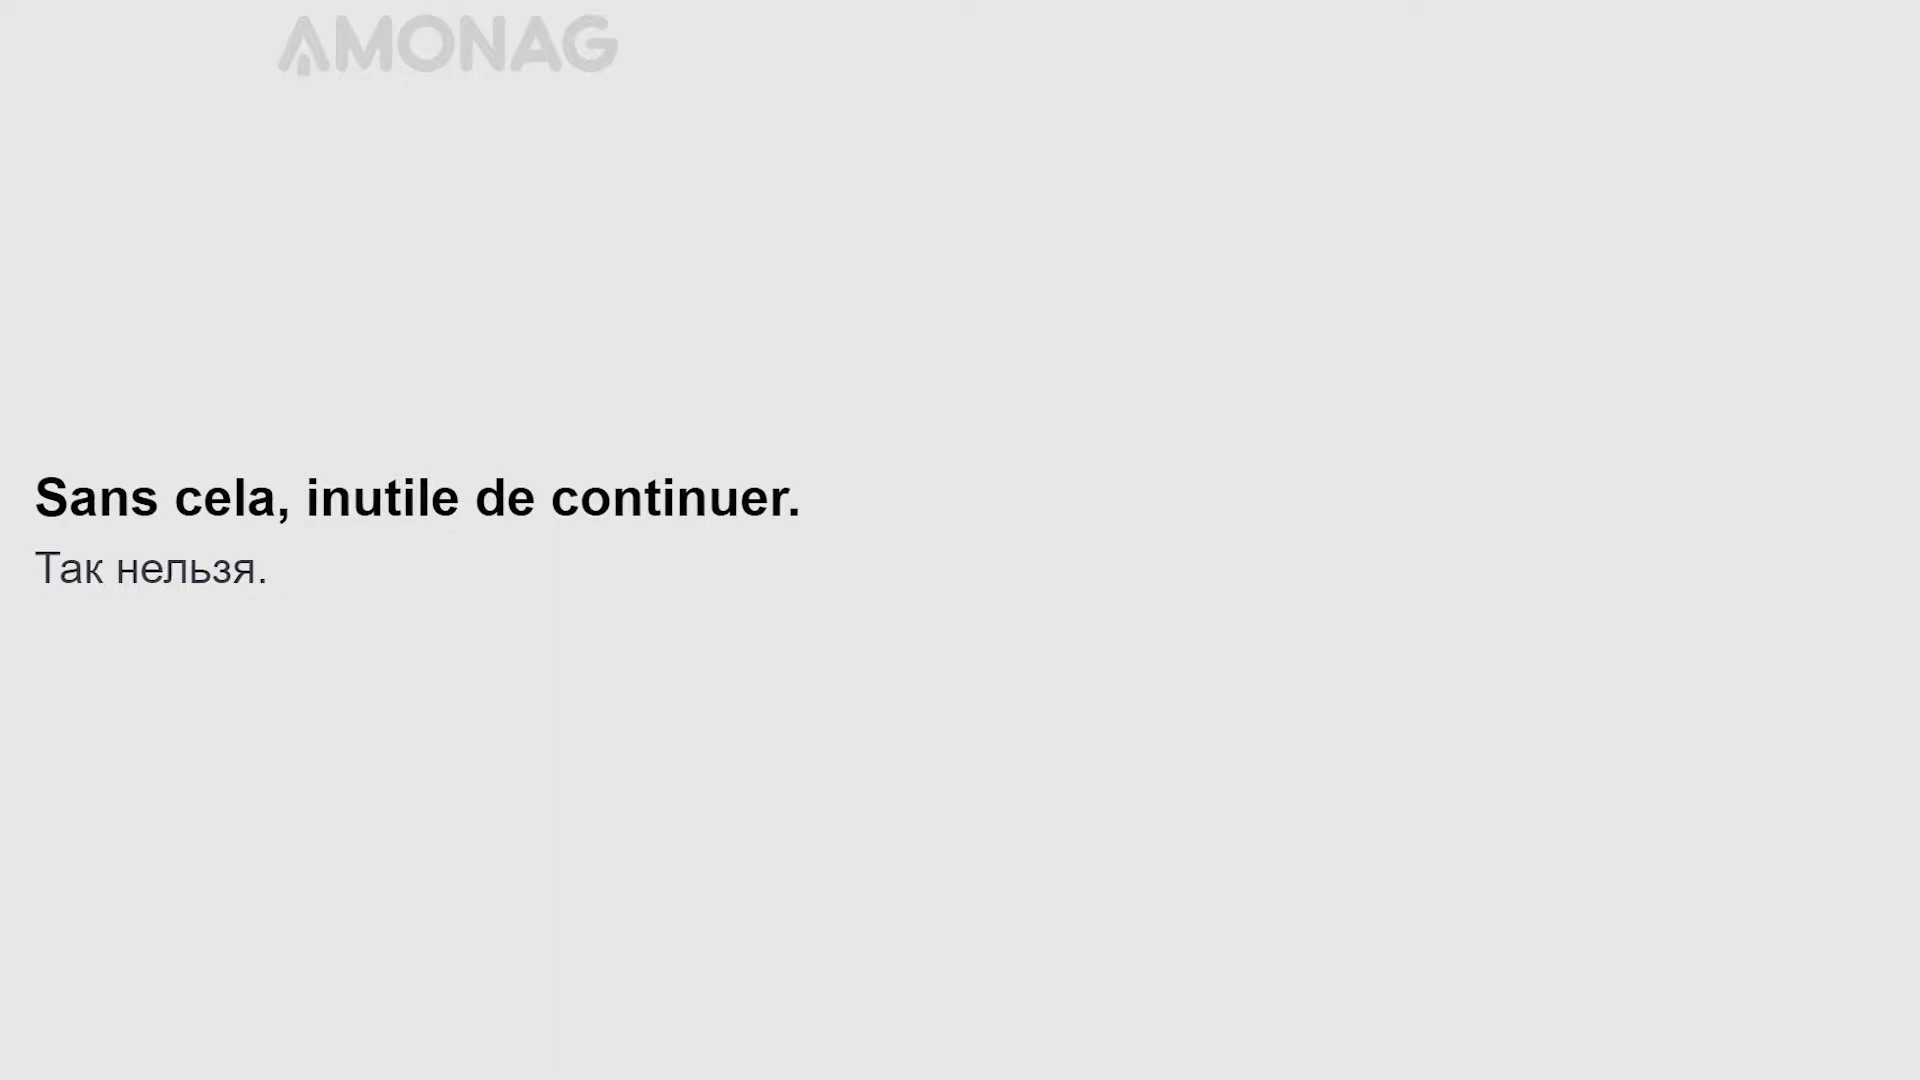 AMONAG
Sans cela, inutile de continuer.
Так нельзя.